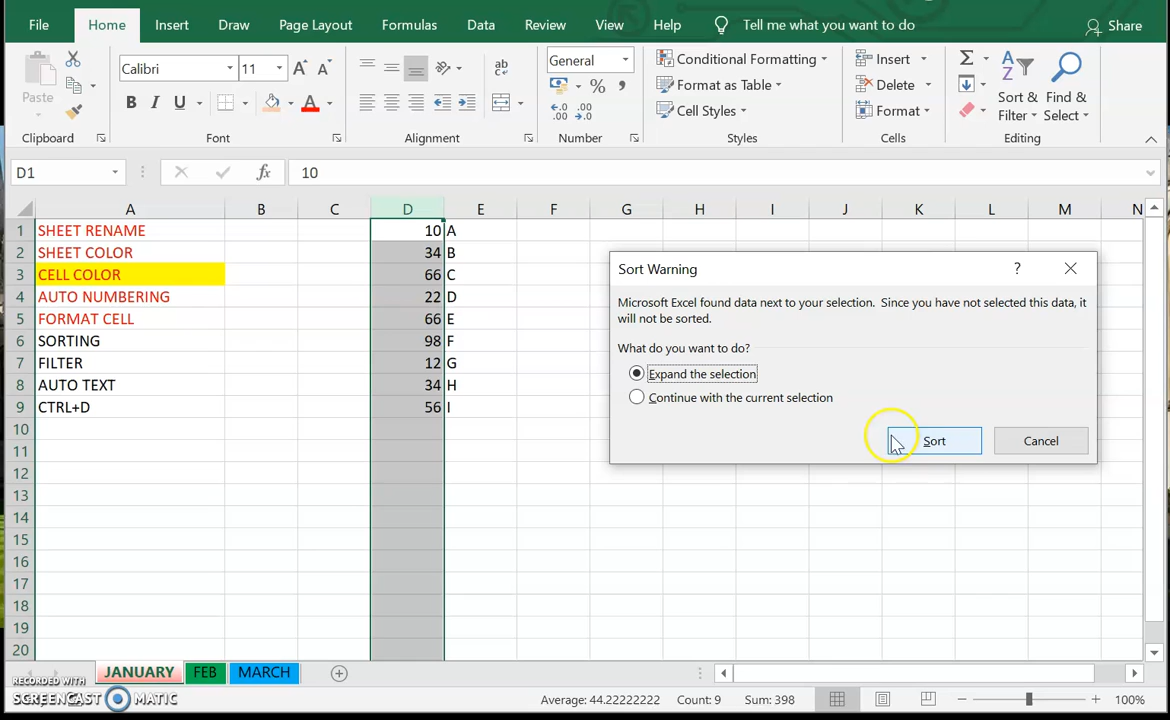 File Home Insert Draw Page Layout Formulas Data Review View Help Tell me what you want to do Share
Calibri 11 General Conditional Formatting Insert Σ
Paste ab c Format as Table Delete Sort & Find &
B I U A % , Cell Styles Format Filter Select
Clipboard Font Alignment Number Styles Cells Editing
D1 fx 10
A B C D E F G H I J K L M N
1 SHEET RENAME 10 A
2 SHEET COLOR 34 B
3 CELL COLOR 66 C
4 AUTO NUMBERING 22 D
5 FORMAT CELL 66 E
6 SORTING 98 F
7 FILTER 12 G
8 AUTO TEXT 34 H
9 CTRL+D 56 I
10
11
12
13
14
15
16
17
18
19
20
Sort Warning ?
Microsoft Excel found data next to your selection. Since you have not selected this data, it
will not be sorted.
What do you want to do?
Expand the selection
Continue with the current selection
Sort Cancel
JANUARY FEB MARCH
RECORDED WITH
SCREENCAST MATIC
Average: 44.22222222 Count: 9 Sum: 398 100%